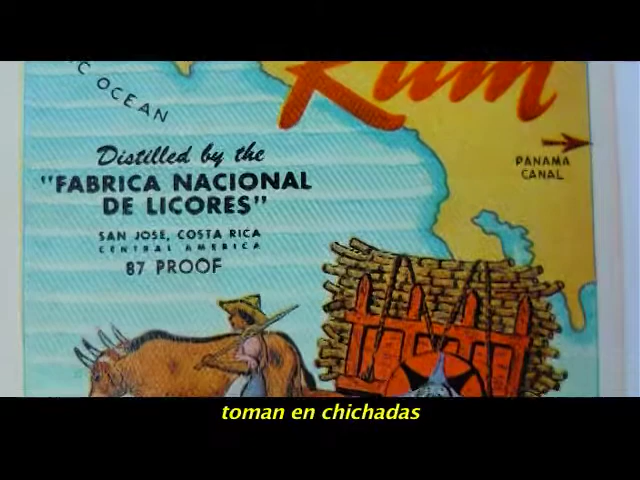 C OCEAN
Rum
PANAMA
CANAL
Distilled by the
"FABRICA NACIONAL
DE LICORES"
SAN JOSE, COSTA RICA
CENTRAL AMERICA
87 PROOF
toman en chichadas